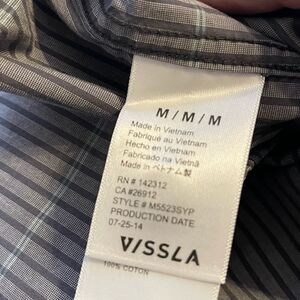 M / M / M
Made in Vietnam
Fabriqué au Vietnam
Hecho en Vietnam
Fabricado na Vietnã
Made in ベトナム製
RN # 142312
CA #26912
STYLE # M5523SYP
PRODUCTION DATE
07-25-14
VISSLA
100% COTON